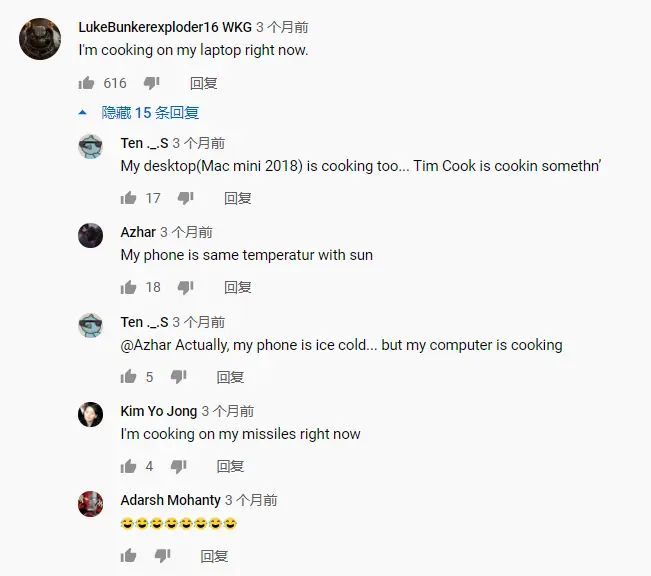 LukeBunkerexploder16 WKG 3 个月前
I'm cooking on my laptop right now.
616 回复
隐藏 15 条回复
Ten ._.S 3 个月前
My desktop(Mac mini 2018) is cooking too... Tim Cook is cookin somethn’
17 回复
Azhar 3 个月前
My phone is same temperatur with sun
18 回复
Ten ._.S 3 个月前
@Azhar Actually, my phone is ice cold... but my computer is cooking
5 回复
Kim Yo Jong 3 个月前
I'm cooking on my missiles right now
4 回复
Adarsh Mohanty 3 个月前
😂😂😂😂😂😂😂😂
回复